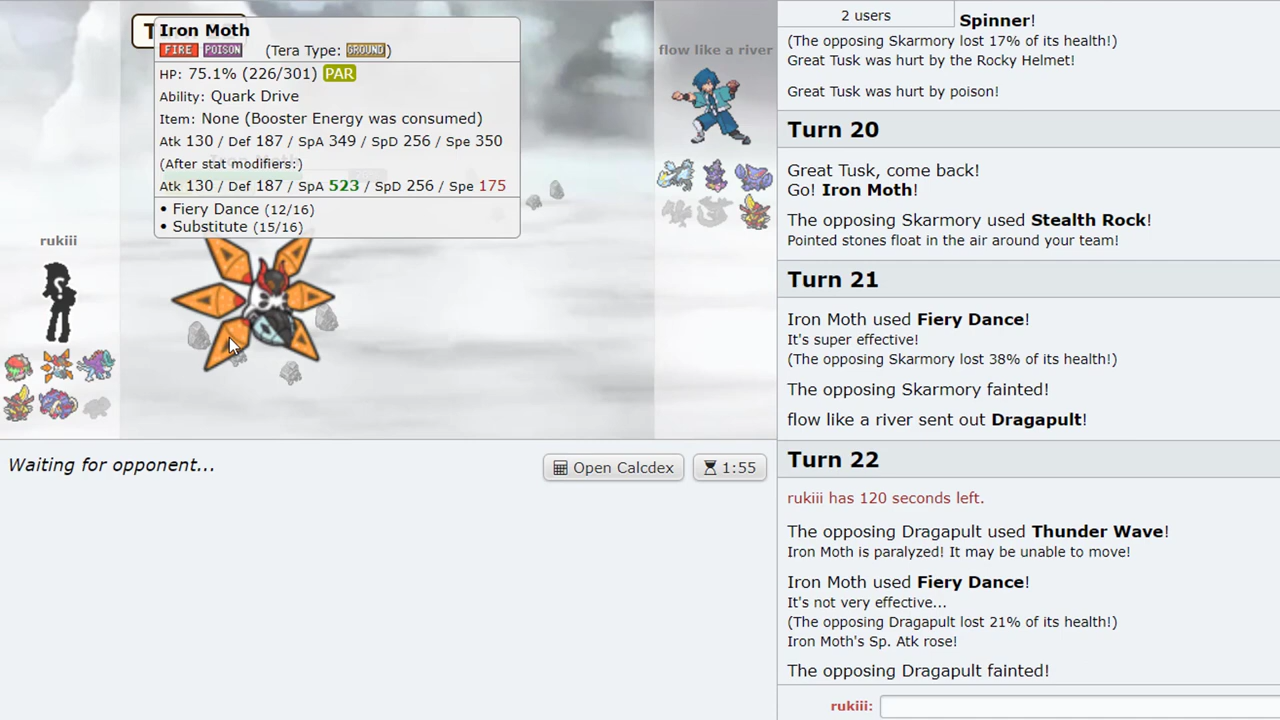 T
Iron Moth
FIRE POISON (Tera Type: GROUND)
HP: 75.1% (226/301) PAR
Ability: Quark Drive
Item: None (Booster Energy was consumed)
Atk 130 / Def 187 / SpA 349 / SpD 256 / Spe 350
(After stat modifiers:)
Atk 130 / Def 187 / SpA 523 / SpD 256 / Spe 175
• Fiery Dance (12/16)
• Substitute (15/16)
rukiii
flow like a river
Waiting for opponent...
Open Calcdex
1:55
2 users
Spinner!
(The opposing Skarmory lost 17% of its health!)
Great Tusk was hurt by the Rocky Helmet!
Great Tusk was hurt by poison!
Turn 20
Great Tusk, come back!
Go! Iron Moth!
The opposing Skarmory used Stealth Rock!
Pointed stones float in the air around your team!
Turn 21
Iron Moth used Fiery Dance!
It's super effective!
(The opposing Skarmory lost 38% of its health!)
The opposing Skarmory fainted!
flow like a river sent out Dragapult!
Turn 22
rukiii has 120 seconds left.
The opposing Dragapult used Thunder Wave!
Iron Moth is paralyzed! It may be unable to move!
Iron Moth used Fiery Dance!
It's not very effective...
(The opposing Dragapult lost 21% of its health!)
Iron Moth's Sp. Atk rose!
The opposing Dragapult fainted!
rukiii: